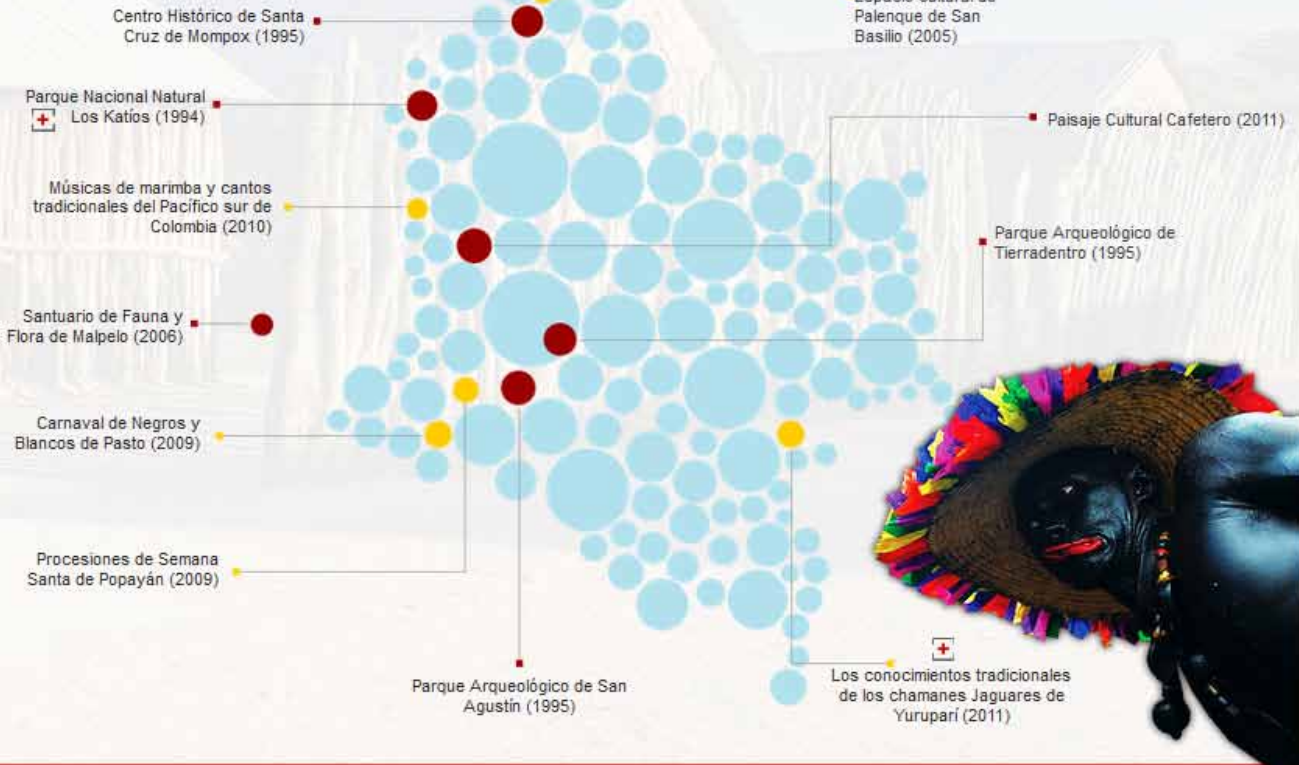 Centro Histórico de Santa
Cruz de Mompox (1995)
Palenque de San
Basilio (2005)
Parque Nacional Natural
Los Katíos (1994)
Paisaje Cultural Cafetero (2011)
Músicas de marimba y cantos
tradicionales del Pacífico sur de
Colombia (2010)
Parque Arqueológico de
Tierradentro (1995)
Santuario de Fauna y
Flora de Malpelo (2006)
Carnaval de Negros y
Blancos de Pasto (2009)
Procesiones de Semana
Santa de Popayán (2009)
Parque Arqueológico de San
Agustín (1995)
Los conocimientos tradicionales
de los chamanes Jaguares de
Yuruparí (2011)